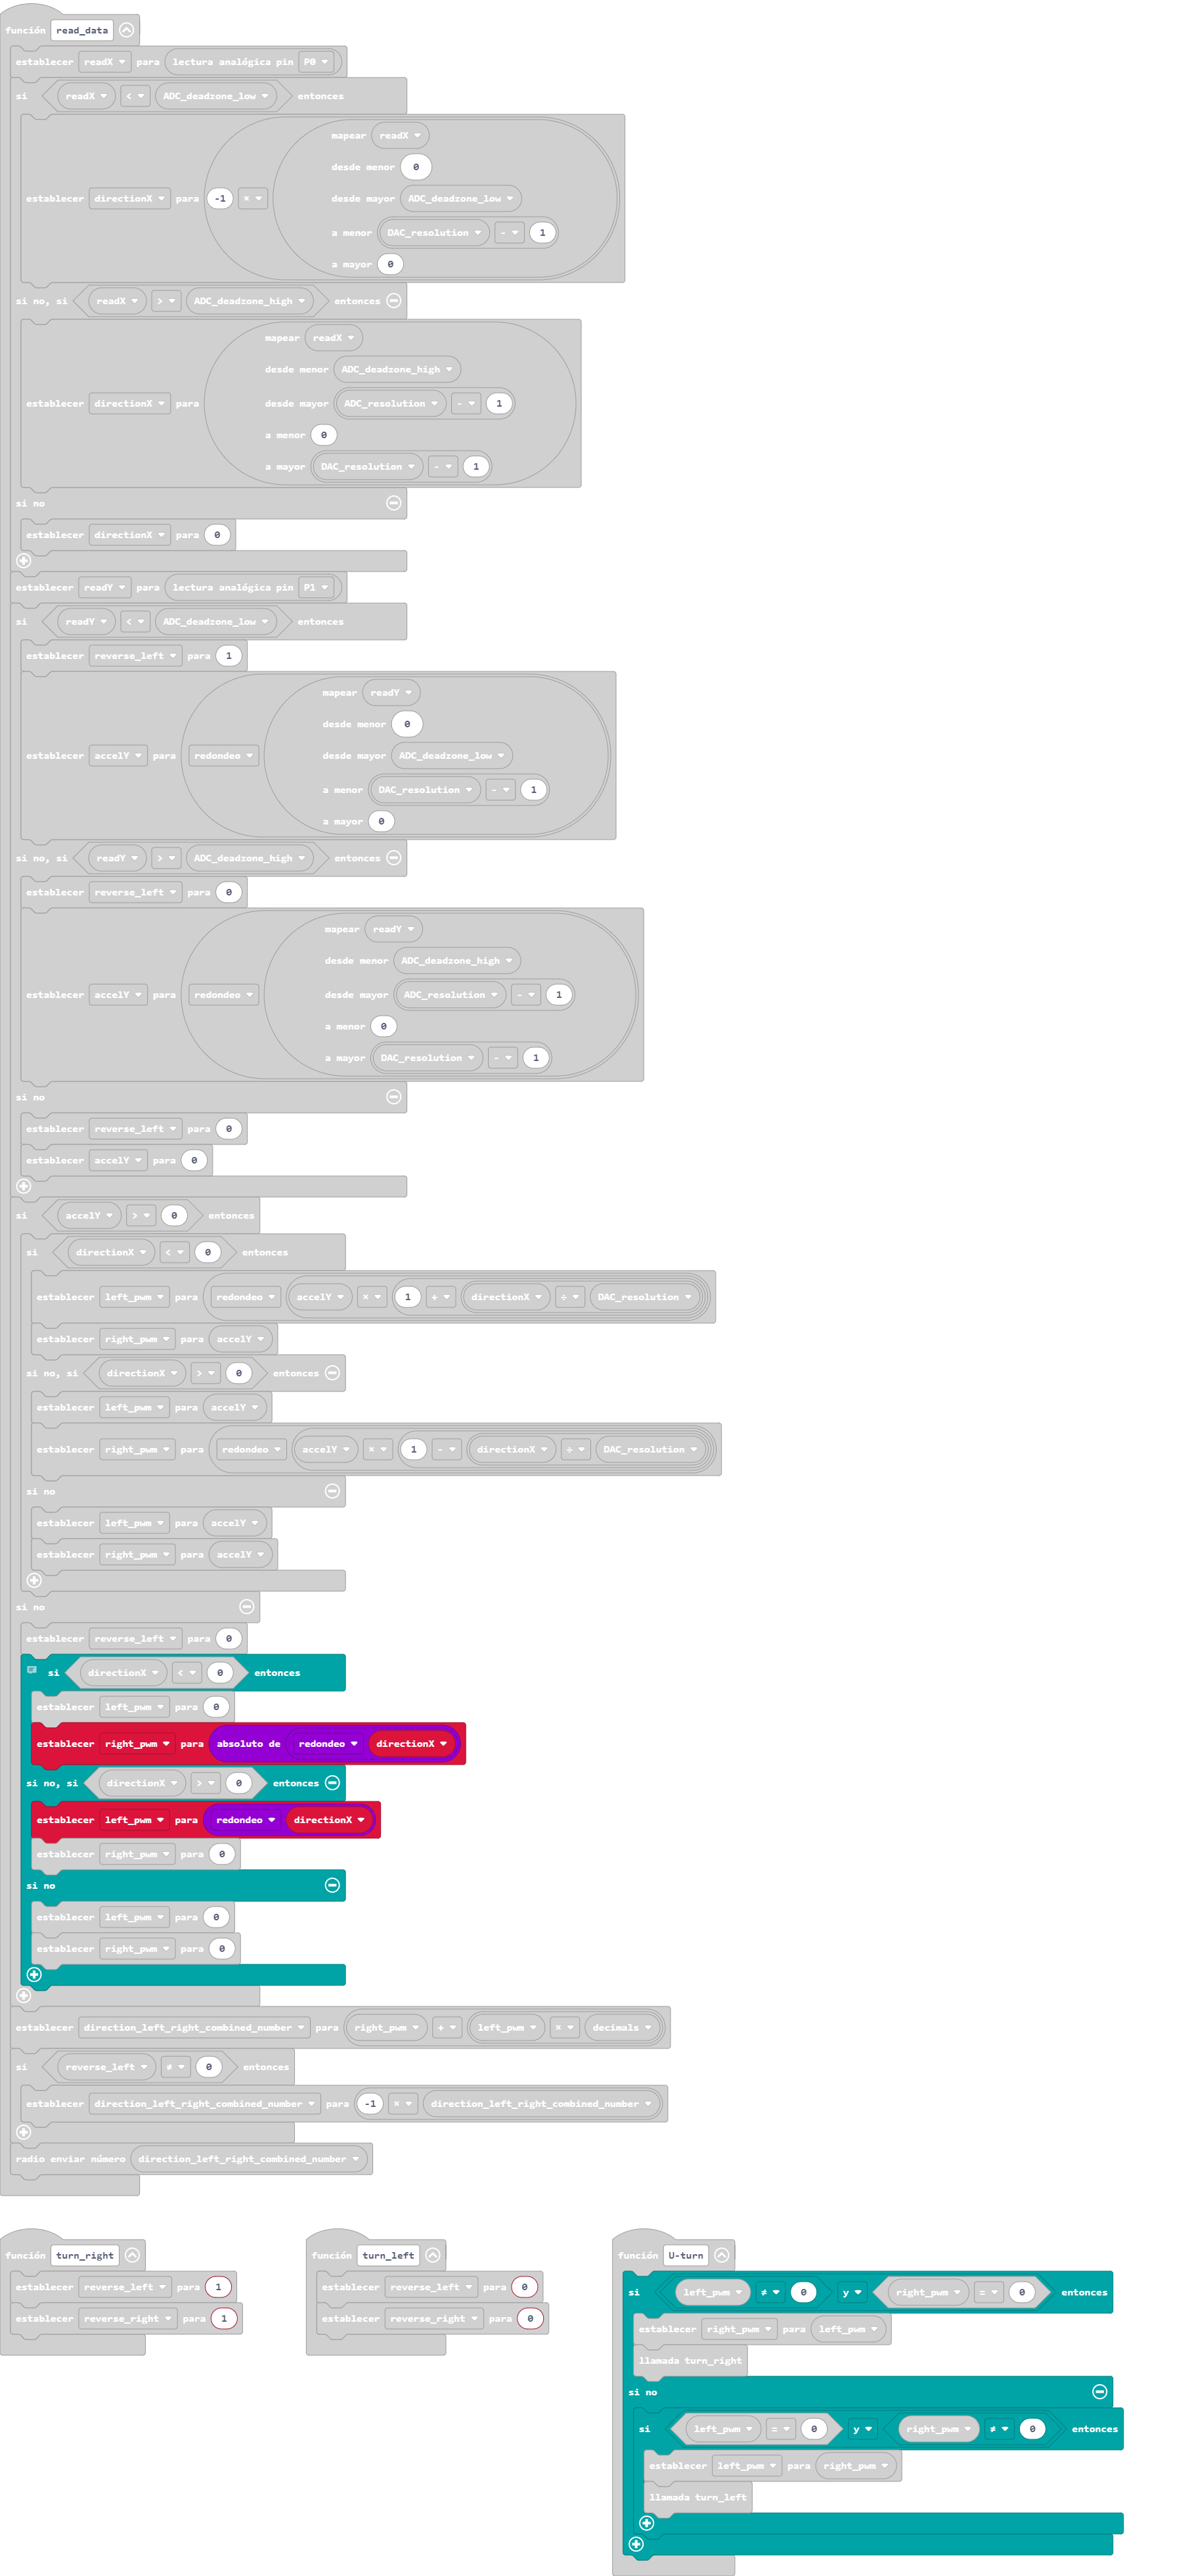 función read_data
establecer readX para lectura analógica pin P0
si readX < ADC_deadzone_low entonces
mapear readX
desde menor 0
desde mayor ADC_deadzone_low
establecer directionX para -1 ×
a menor DAC_resolution - 1
a mayor 0
si no, si readX > ADC_deadzone_high entonces
mapear readX
desde menor ADC_deadzone_high
establecer directionX para
desde mayor ADC_resolution - 1
a menor 0
a mayor DAC_resolution - 1
si no
establecer directionX para 0
establecer readY para lectura analógica pin P1
si readY < ADC_deadzone_low entonces
establecer reverse_left para 1
mapear readY
desde menor 0
establecer accelY para redondeo
desde mayor ADC_deadzone_low
a menor DAC_resolution - 1
a mayor 0
si no, si readY > ADC_deadzone_high entonces
establecer reverse_left para 0
mapear readY
desde menor ADC_deadzone_high
establecer accelY para redondeo
desde mayor ADC_resolution - 1
a menor 0
a mayor DAC_resolution - 1
si no
establecer reverse_left para 0
establecer accelY para 0
si accelY > 0 entonces
si directionX < 0 entonces
establecer left_pwm para redondeo accelY × 1 + directionX ÷ DAC_resolution
establecer right_pwm para accelY
si no, si directionX > 0 entonces
establecer left_pwm para accelY
establecer right_pwm para redondeo accelY × 1 - directionX ÷ DAC_resolution
si no
establecer left_pwm para accelY
establecer right_pwm para accelY
si no
establecer reverse_left para 0
si directionX < 0 entonces
establecer left_pwm para 0
establecer right_pwm para absoluto de redondeo directionX
si no, si directionX > 0 entonces
establecer left_pwm para redondeo directionX
establecer right_pwm para 0
si no
establecer left_pwm para 0
establecer right_pwm para 0
establecer direction_left_right_combined_number para right_pwm + left_pwm × decimals
si reverse_left ≠ 0 entonces
establecer direction_left_right_combined_number para -1 × direction_left_right_combined_number
radio enviar número direction_left_right_combined_number
función turn_right
establecer reverse_left para 1
establecer reverse_right para 1
función turn_left
establecer reverse_left para 0
establecer reverse_right para 0
función U-turn
si left_pwm ≠ 0 y right_pwm = 0 entonces
establecer right_pwm para left_pwm
llamada turn_right
si no
si left_pwm = 0 y right_pwm ≠ 0 entonces
establecer left_pwm para right_pwm
llamada turn_left